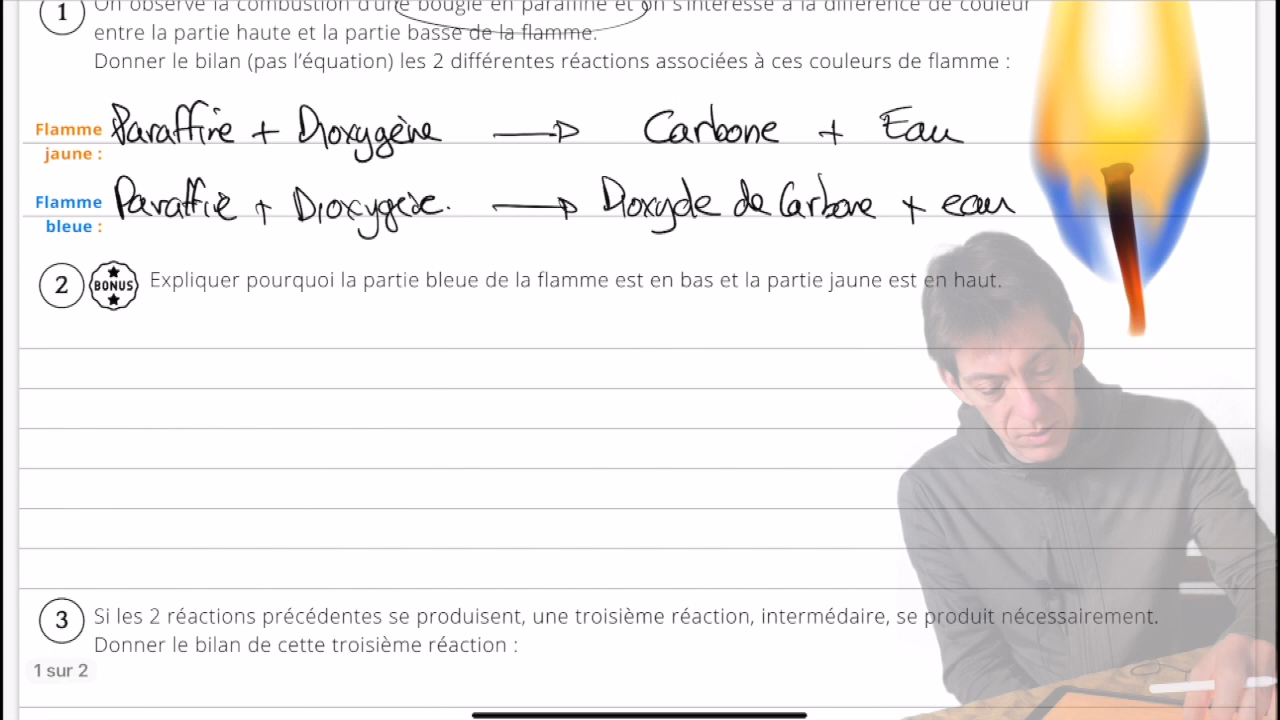 1 On observe la combustion d'une bougie en paraffine et on s'intéresse à la différence de couleur
entre la partie haute et la partie basse de la flamme.
Donner le bilan (pas l'équation) les 2 différentes réactions associées à ces couleurs de flamme :
Flamme jaune : Paraffine + Dioxygène → Carbone + Eau
Flamme bleue : Paraffine + Dioxygène. → Dioxyde de Carbone + eau
2 BONUS Expliquer pourquoi la partie bleue de la flamme est en bas et la partie jaune est en haut.
3 Si les 2 réactions précédentes se produisent, une troisième réaction, intermédaire, se produit nécessairement.
Donner le bilan de cette troisième réaction :
1 sur 2